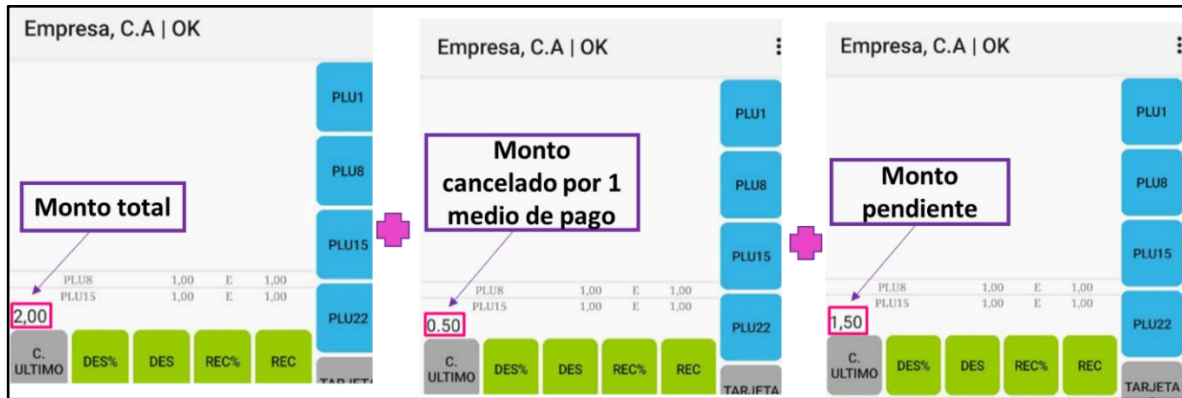 Empresa, C.A | OK
PLU1
PLU8
Monto total
PLU15
PLU8 1,00 E 1,00
PLU15 1,00 E 1,00
2,00
PLU22
C. ULTIMO
DES%
DES
REC%
REC
TARJETA
Empresa, C.A | OK
PLU1
Monto
cancelado por 1
medio de pago
PLU8
PLU15
PLU8 1,00 E 1,00
PLU15 1,00 E 1,00
0.50
PLU22
C. ULTIMO
DES%
DES
REC%
REC
TARJETA
Empresa, C.A | OK
PLU1
Monto
pendiente
PLU8
PLU15
PLU8 1,00 E 1,00
PLU15 1,00 E 1,00
1,50
PLU22
C. ULTIMO
DES%
DES
REC%
REC
TARJETA